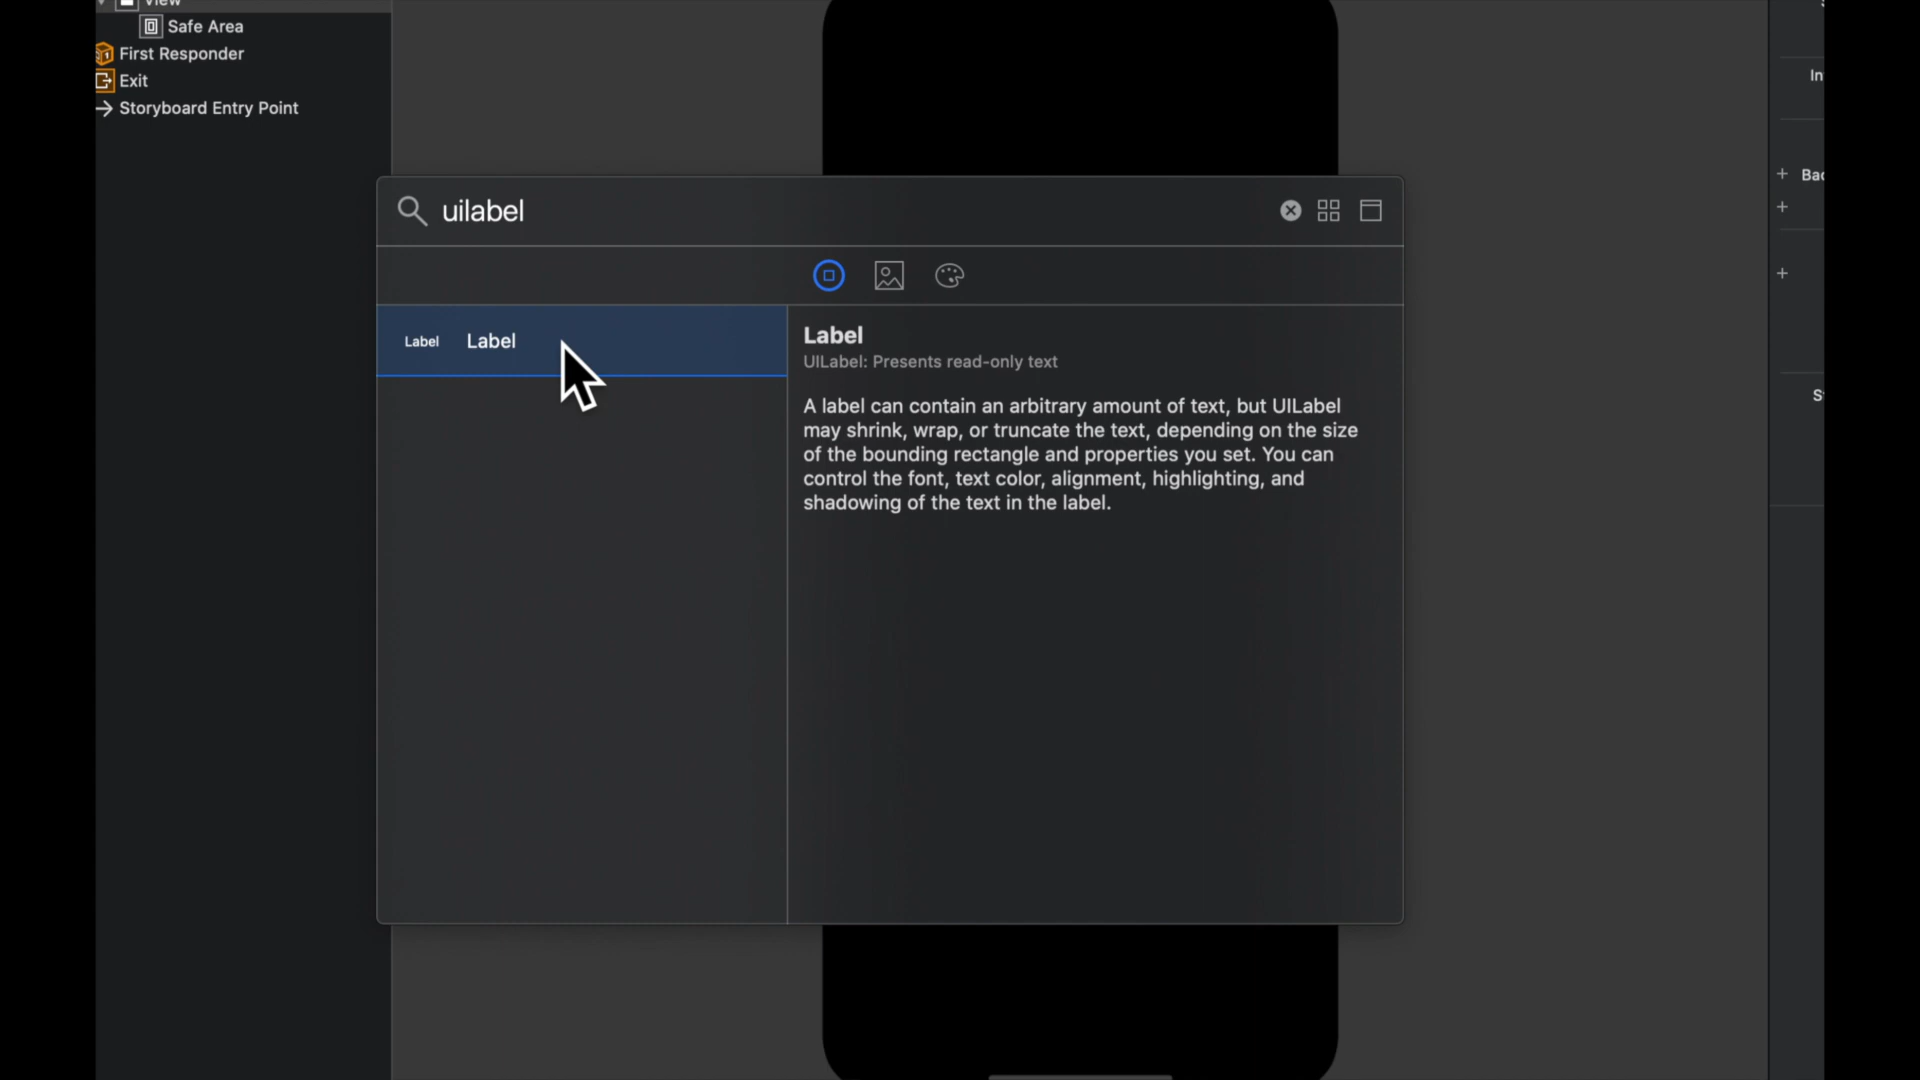 View
Safe Area
First Responder
Exit
Storyboard Entry Point
uilabel
Label Label
Label
UILabel: Presents read-only text
A label can contain an arbitrary amount of text, but UILabel
may shrink, wrap, or truncate the text, depending on the size
of the bounding rectangle and properties you set. You can
control the font, text color, alignment, highlighting, and
shadowing of the text in the label.
In
+ Bac
+
+
S